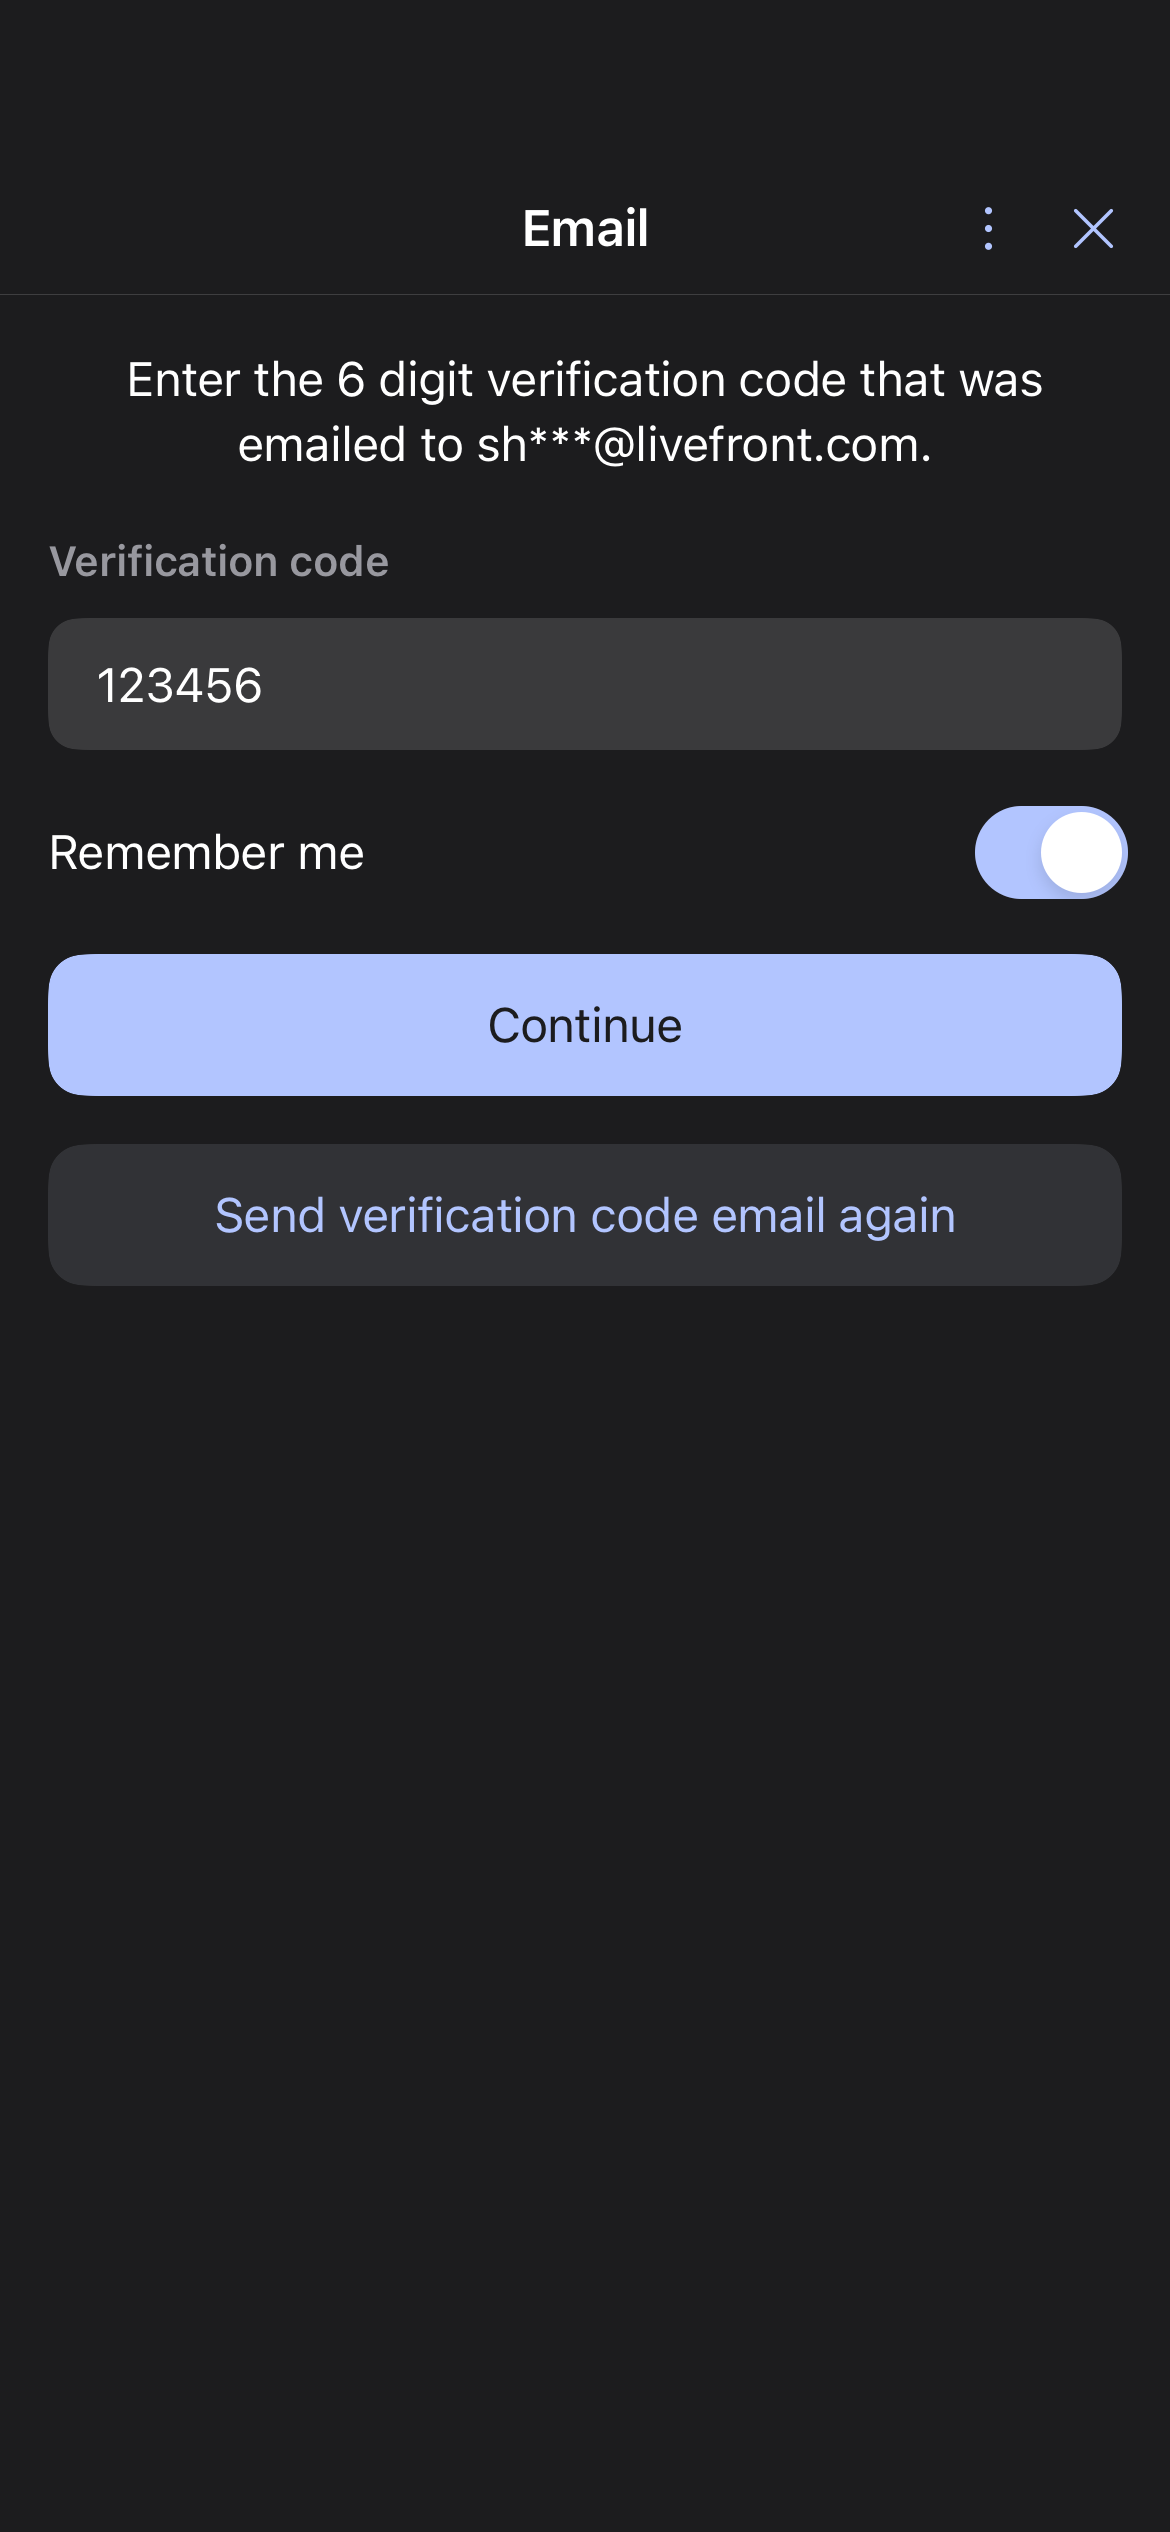 Email
Enter the 6 digit verification code that was
emailed to sh***@livefront.com.
Verification code
123456
Remember me
Continue
Send verification code email again